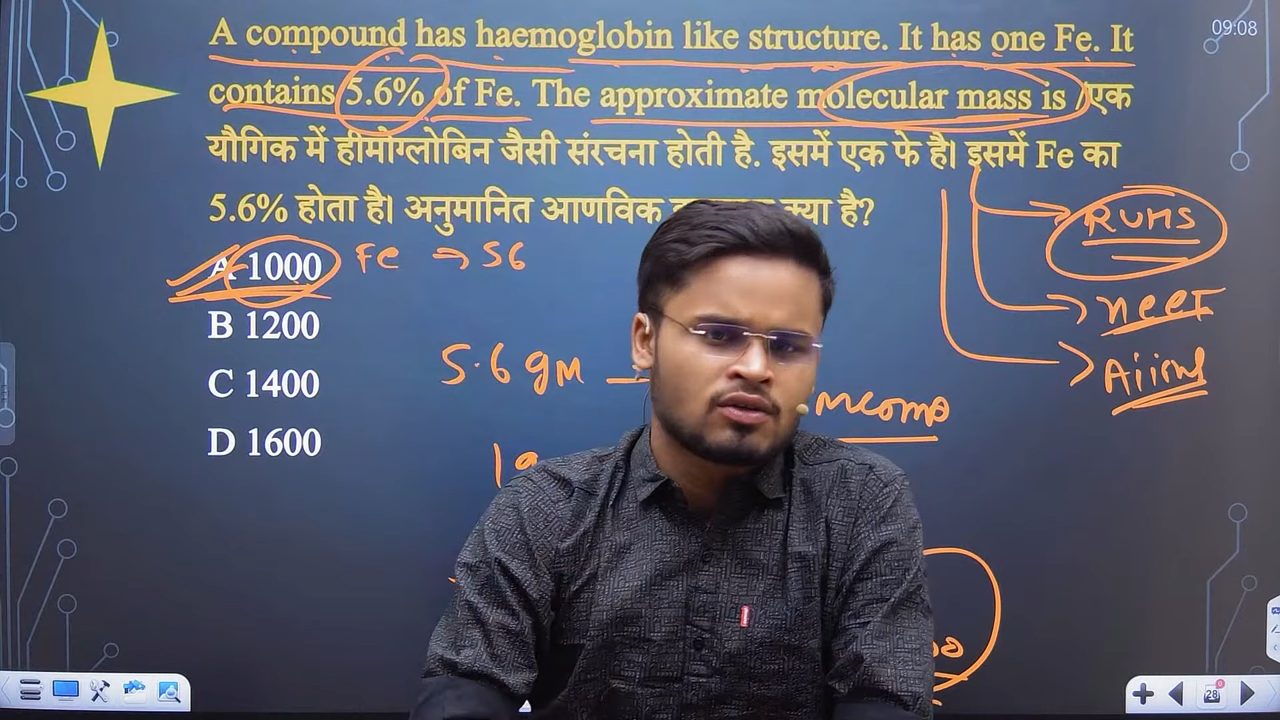 A compound has haemoglobin like structure. It has one Fe. It
contains 5.6% of Fe. The approximate molecular mass is /एक
यौगिक में हीमोग्लोबिन जैसी संरचना होती है. इसमें एक फे है। इसमें Fe का
5.6% होता है। अनुमानित आणविक क्या है?
09:08
A 1000 Fe → 56
B 1200
C 1400
D 1600
RUHS
NEET
Aiims
5.6 gm
28